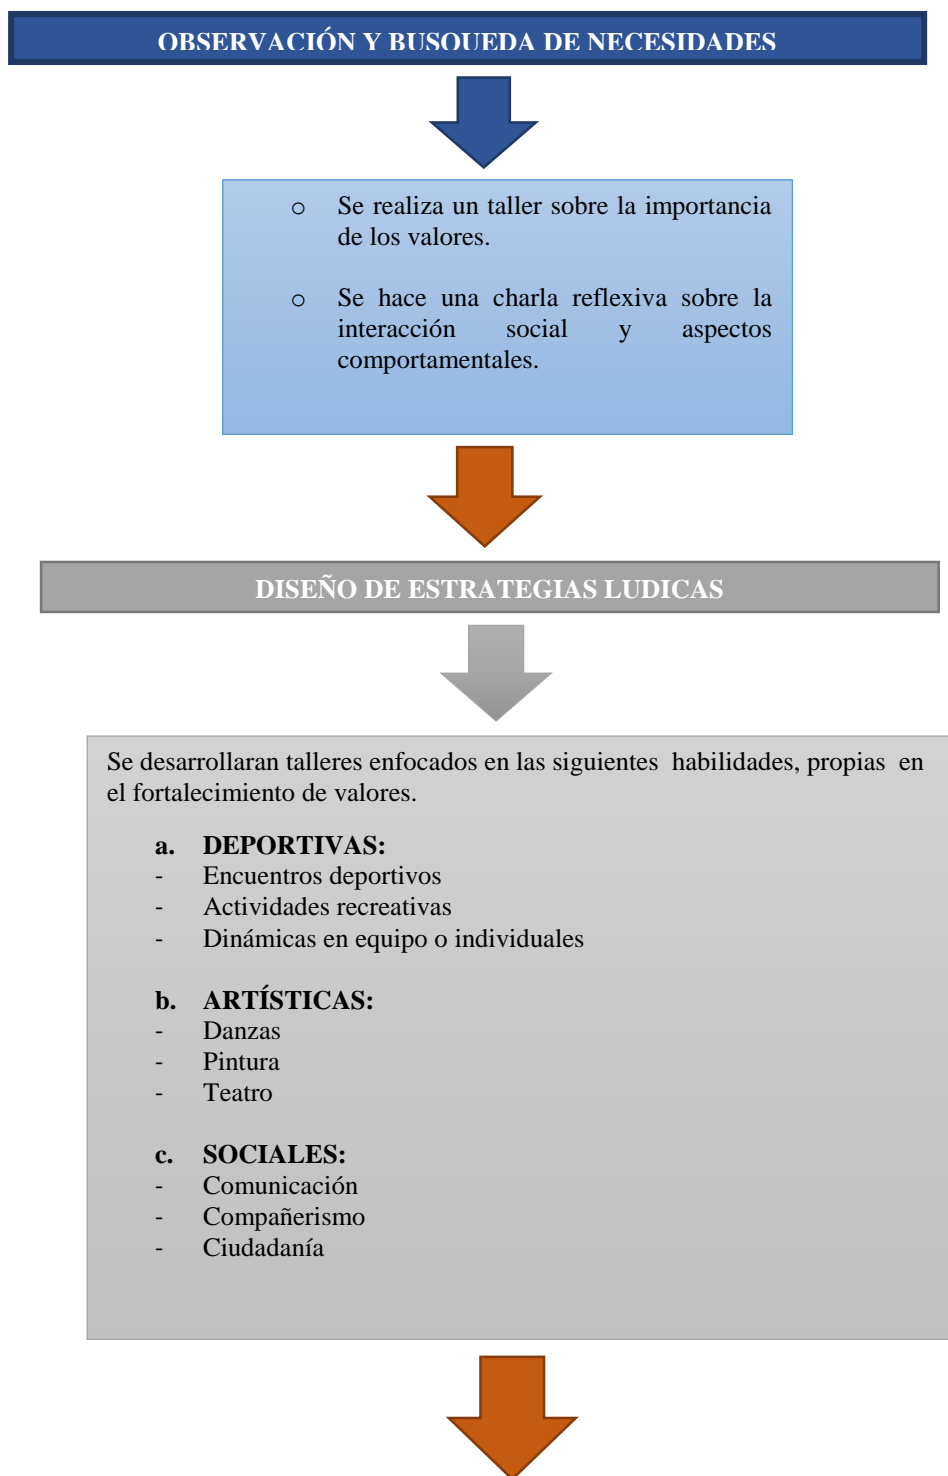 OBSERVACIÓN Y BUSQUEDA DE NECESIDADES
o Se realiza un taller sobre la importancia
de los valores.
o Se hace una charla reflexiva sobre la
interacción social y aspectos
comportamentales.
DISEÑO DE ESTRATEGIAS LUDICAS
Se desarrollaran talleres enfocados en las siguientes habilidades, propias en
el fortalecimiento de valores.
a. DEPORTIVAS:
- Encuentros deportivos
- Actividades recreativas
- Dinámicas en equipo o individuales
b. ARTÍSTICAS:
- Danzas
- Pintura
- Teatro
c. SOCIALES:
- Comunicación
- Compañerismo
- Ciudadanía